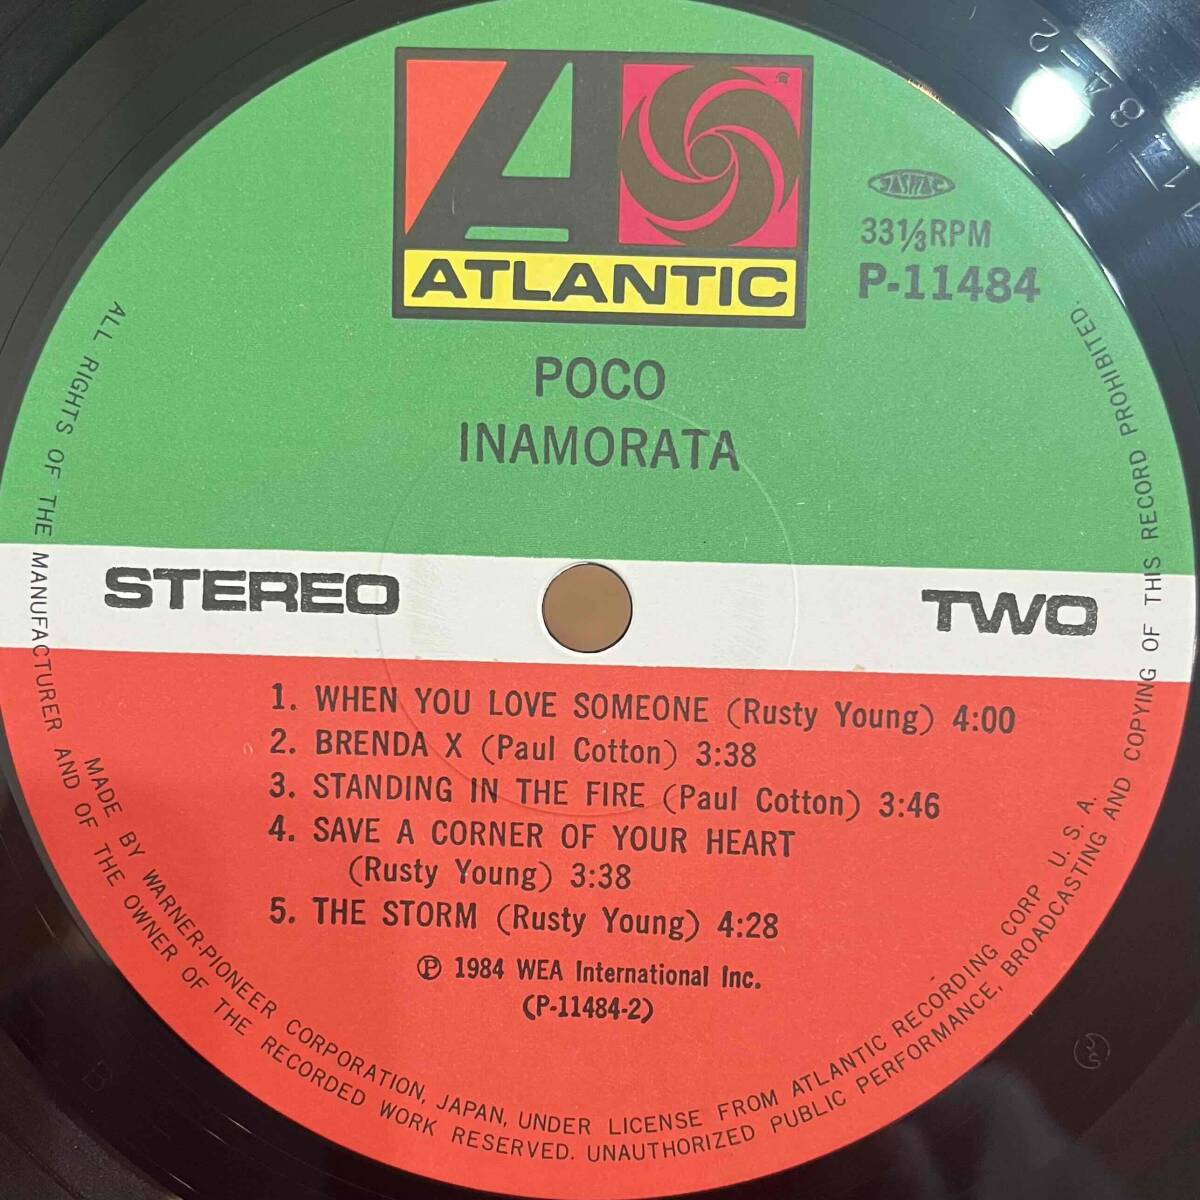 ATLANTIC
JASRAC
33⅓RPM
P-11484
POCO
INAMORATA
STEREO
TWO
1. WHEN YOU LOVE SOMEONE (Rusty Young) 4:00
2. BRENDA X (Paul Cotton) 3:38
3. STANDING IN THE FIRE (Paul Cotton) 3:46
4. SAVE A CORNER OF YOUR HEART
(Rusty Young) 3:38
5. THE STORM (Rusty Young) 4:28
Ⓟ 1984 WEA International Inc.
(P-11484-2)
MADE BY WARNER-PIONEER CORPORATION, JAPAN, UNDER LICENSE FROM ATLANTIC RECORDING CORP U. S. A.
ALL RIGHTS OF THE MANUFACTURER AND OF THE OWNER OF THE RECORDED WORK RESERVED. UNAUTHORIZED PUBLIC PERFORMANCE, BROADCASTING AND COPYING OF THIS RECORD PROHIBITED.